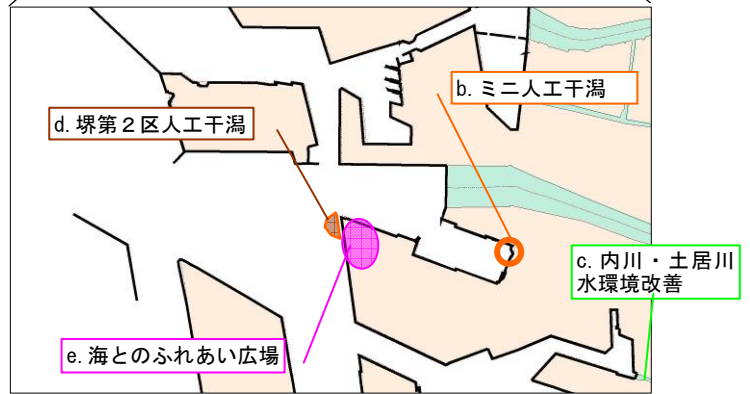 b. ミニ人工干潟
d. 堺第２区人工干潟
c. 内川・土居川
水環境改善
e. 海とのふれあい広場